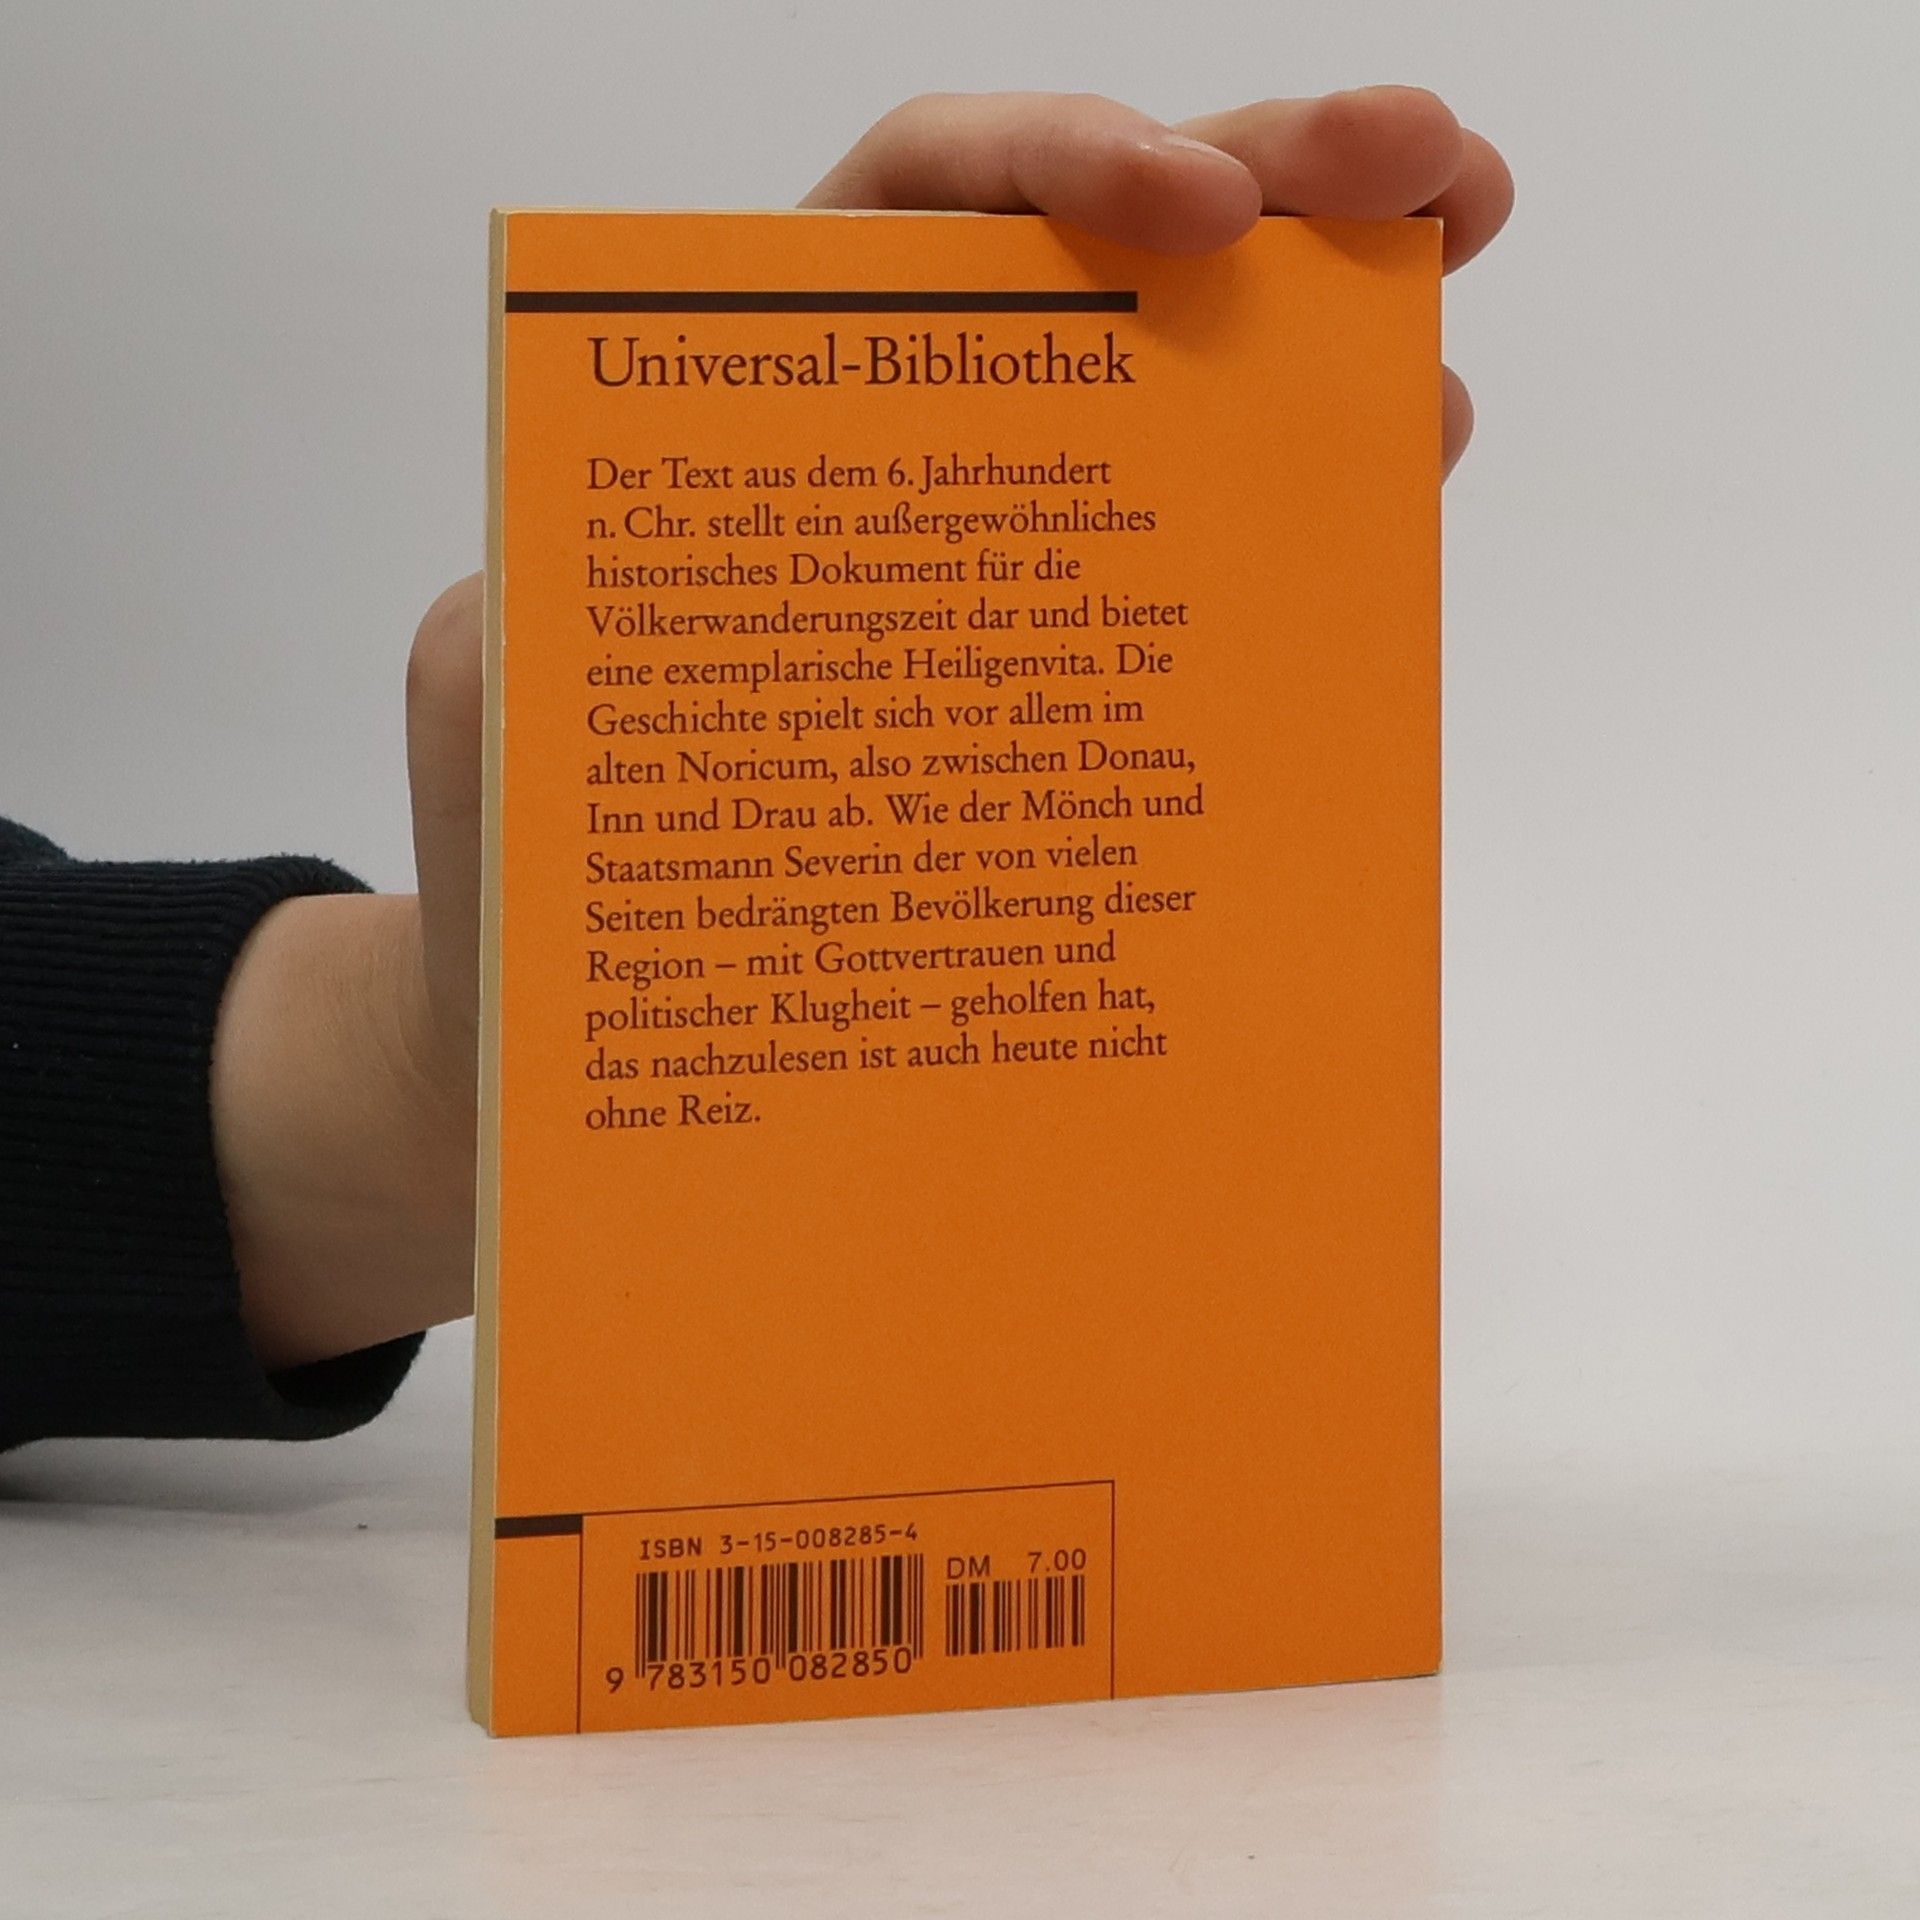 Universal-Bibliothek
Der Text aus dem 6. Jahrhundert
n. Chr. stellt ein außergewöhnliches
historisches Dokument für die
Völkerwanderungszeit dar und bietet
eine exemplarische Heiligenvita. Die
Geschichte spielt sich vor allem im
alten Noricum, also zwischen Donau,
Inn und Drau ab. Wie der Mönch und
Staatsmann Severin der von vielen
Seiten bedrängten Bevölkerung dieser
Region – mit Gottvertrauen und
politischer Klugheit – geholfen hat,
das nachzulesen ist auch heute nicht
ohne Reiz.
ISBN 3-15-008285-4
DM 7.00
9 783150 082850